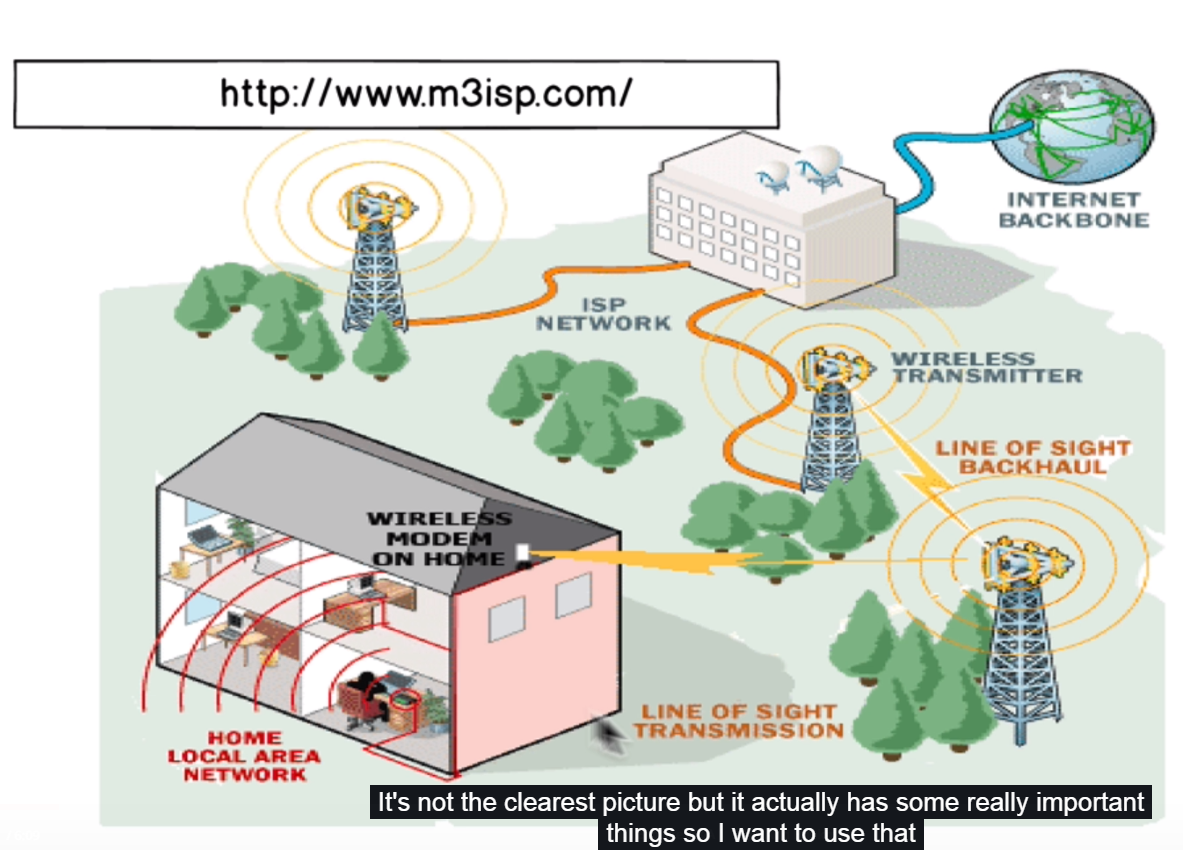 http://www.m3isp.com/
INTERNET
BACKBONE
ISP
NETWORK
WIRELESS
TRANSMITTER
LINE OF SIGHT
BACKHAUL
WIRELESS
MODEM
ON HOME
LINE OF SIGHT
TRANSMISSION
HOME
LOCAL AREA
NETWORK
It's not the clearest picture but it actually has some really important
things so I want to use that